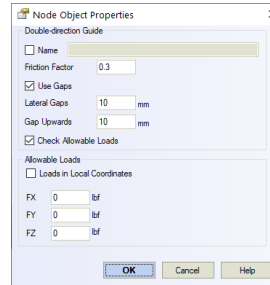 Node Object Properties
Double-direction Guide
Name
Friction Factor 0.3
Use Gaps
Lateral Gaps 10 mm
Gap Upwards 10 mm
Check Allowable Loads
Allowable Loads
Loads in Local Coordinates
FX 0 lbf
FY 0 lbf
FZ 0 lbf
OK Cancel Help